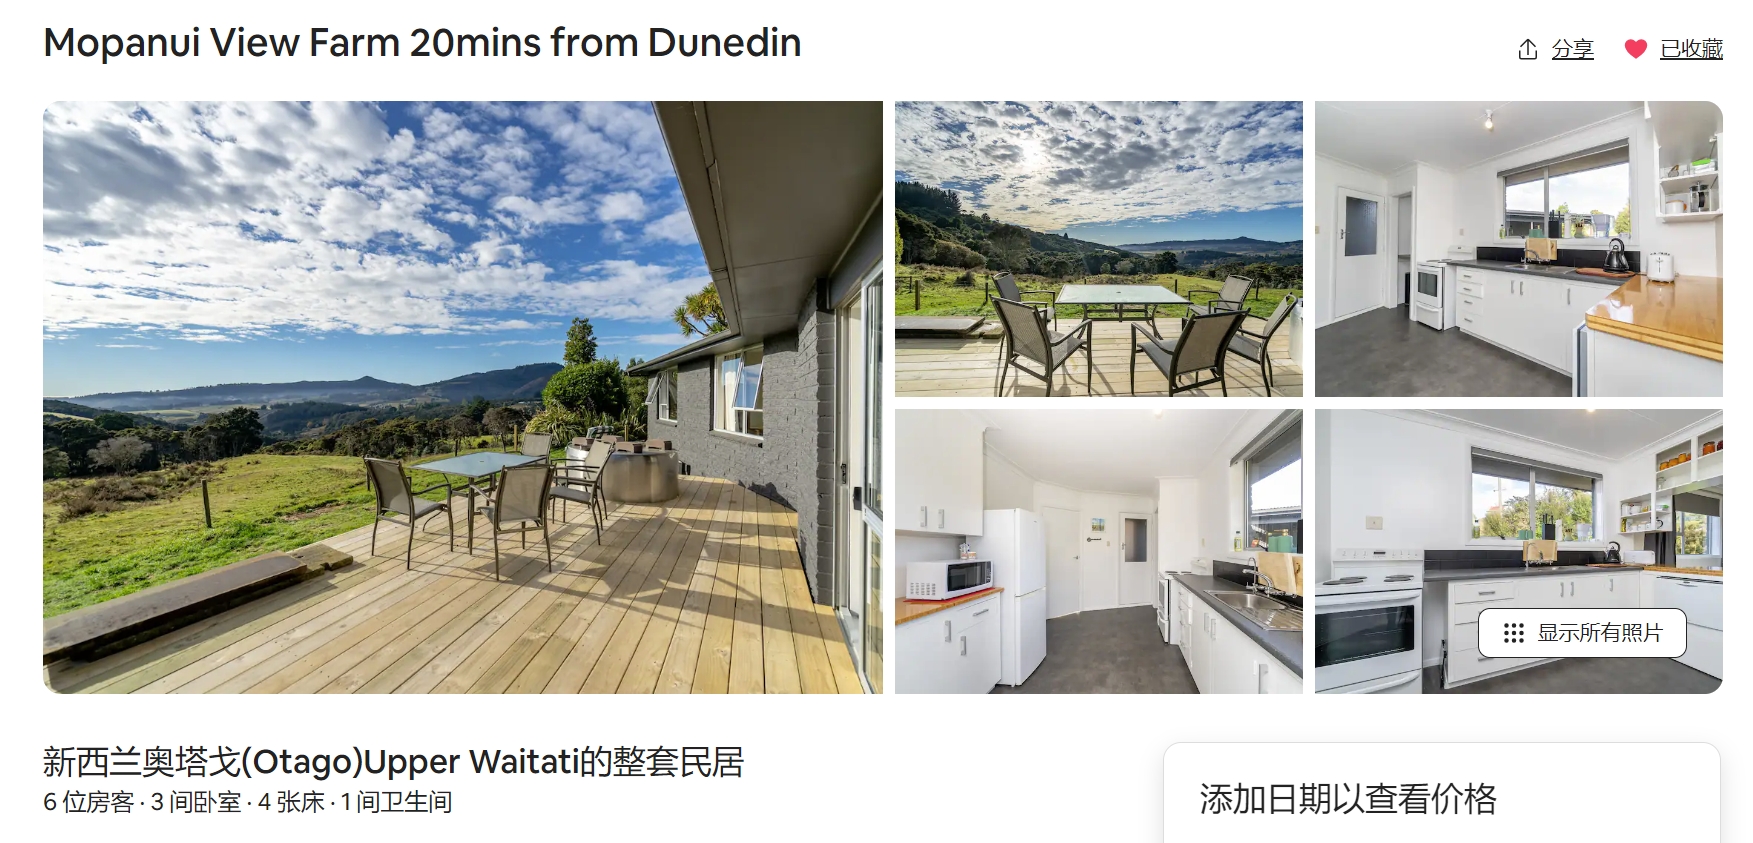 Mopanui View Farm 20mins from Dunedin
分享
已收藏
显示所有照片
新西兰奥塔戈(Otago)Upper Waitati的整套民居
6 位房客 · 3 间卧室 · 4 张床 · 1 间卫生间
添加日期以查看价格